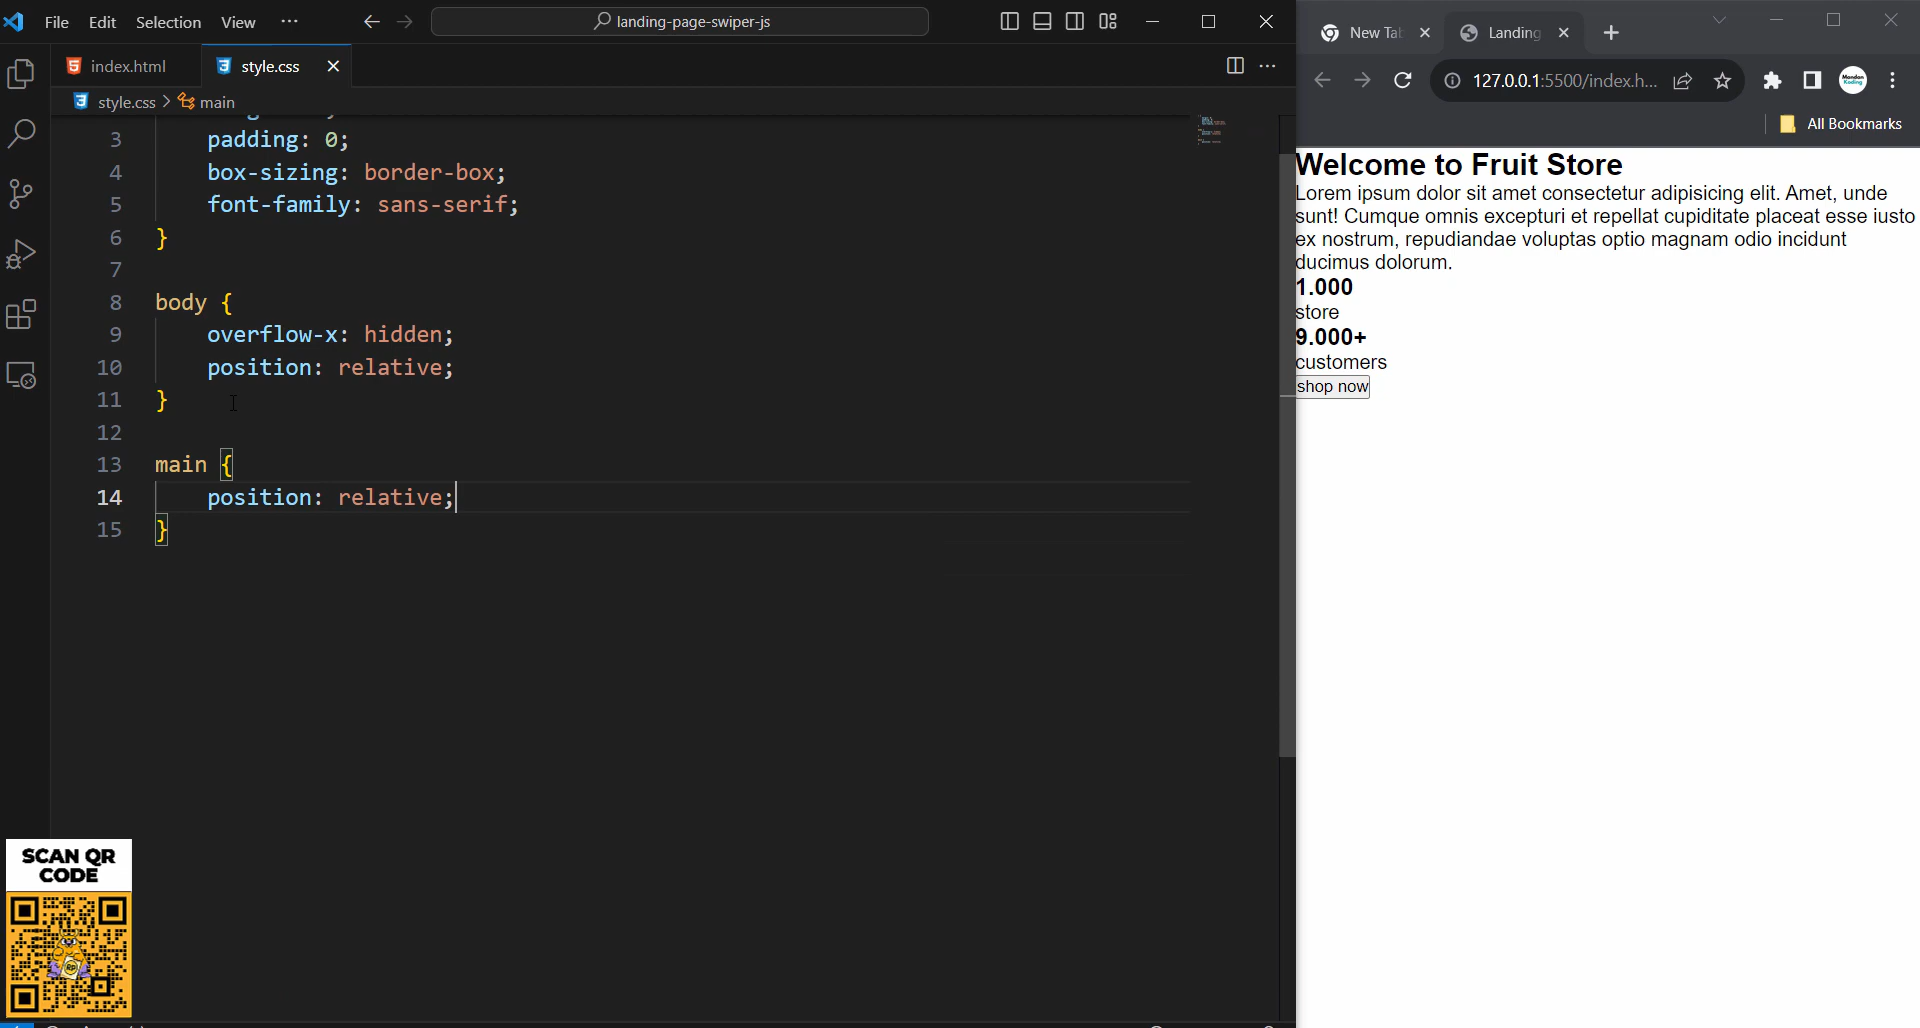 File Edit Selection View ...
landing-page-swiper-js
index.html
style.css
style.css > main
3 padding: 0;
4 box-sizing: border-box;
5 font-family: sans-serif;
6 }
7
8 body {
9 overflow-x: hidden;
10 position: relative;
11 }
12
13 main {
14 position: relative;
15 }
SCAN QR
CODE
New Tab
Landing
127.0.0.1:5500/index.h...
All Bookmarks
Welcome to Fruit Store
Lorem ipsum dolor sit amet consectetur adipisicing elit. Amet, unde
sunt! Cumque omnis excepturi et repellat cupiditate placeat esse iusto
ex nostrum, repudiandae voluptas optio magnam odio incidunt
ducimus dolorum.
1.000
store
9.000+
customers
shop now